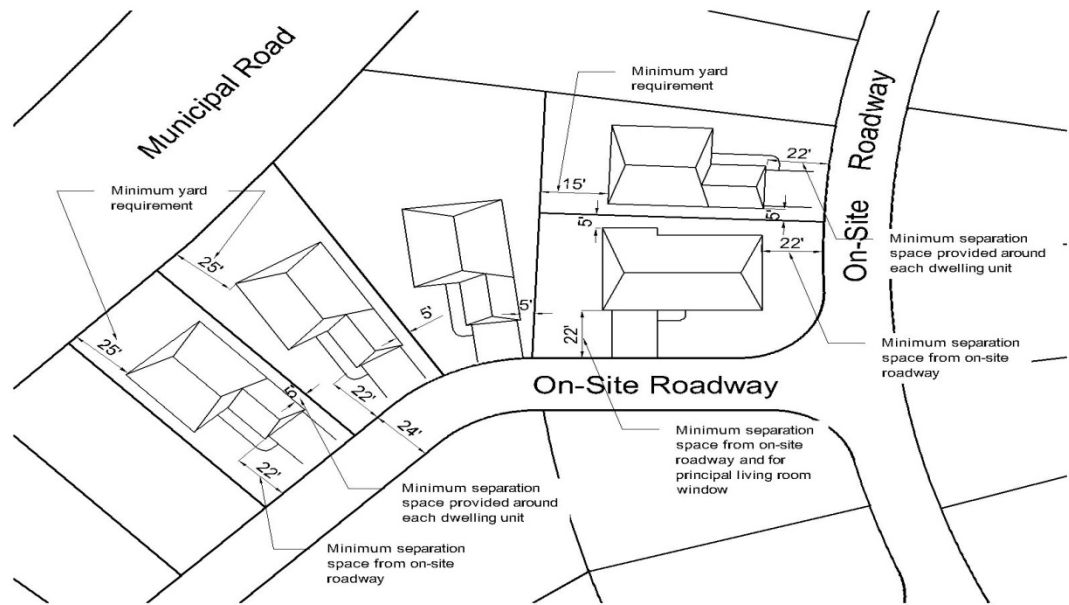 Municipal Road
Minimum yard
requirement
22'
On-Site Roadway
15'
Minimum yard
requirement
5'
5'
22'
Minimum separation
space provided around
each dwelling unit
25'
5'
5'
22'
Minimum separation
space from on-site
roadway
25'
5'
22'
24'
On-Site Roadway
22'
Minimum separation
space from on-site
roadway and for
principal living room
window
Minimum separation
space provided around
each dwelling unit
Minimum separation
space from on-site
roadway